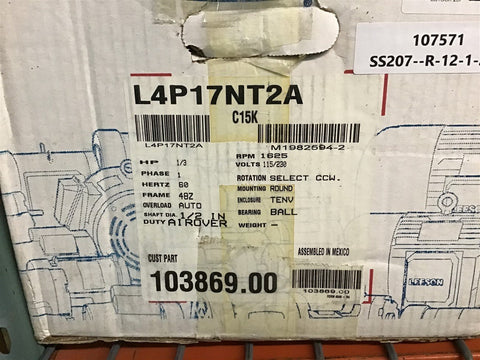 107571
SS207--R-12-1-
L4P17NT2A
C15K
L4P17NT2A
M1982594-2
HP 1/3
RPM 1625
PHASE 1
VOLTS 115/230
HERTZ 60
ROTATION SELECT CCW.
FRAME 48Z
MOUNTING ROUND
OVERLOAD AUTO
ENCLOSURE TENV
SHAFT DIA. 1/2 IN
BEARING BALL
DUTY AIROVER
WEIGHT -
CUST PART
ASSEMBLED IN MEXICO
103869.00
103869.00
LEESON